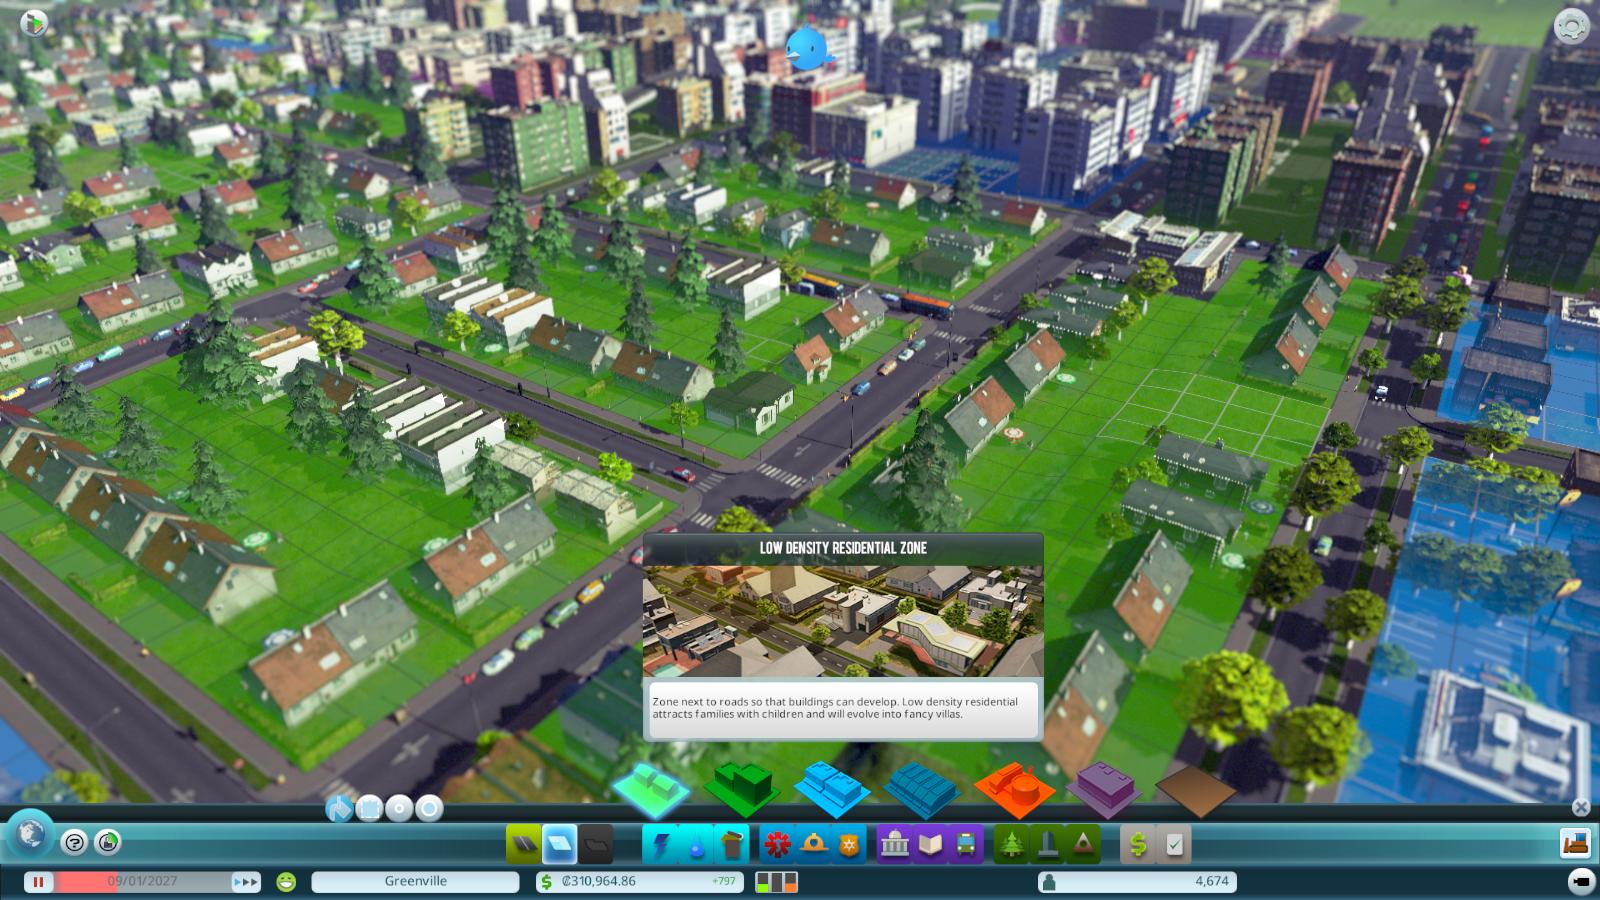 LOW DENSITY RESIDENTIAL ZONE
Zone next to roads so that buildings can develop. Low density residential
attracts families with children and will evolve into fancy villas.
09/01/2027
Greenville
$ ₡310,964.86 +797
4,674